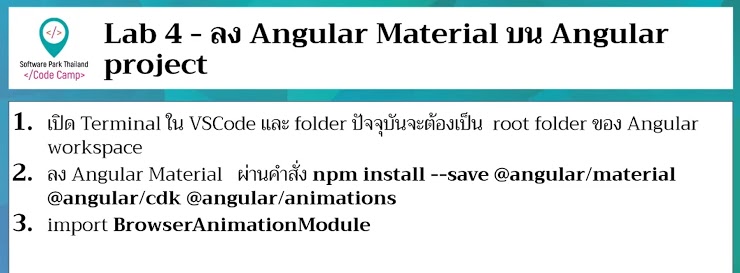 Lab 4 - ลง Angular Material บน Angular
project
</>
Software Park Thailand
</Code Camp>
1. เปิด Terminal ใน VSCode และ folder ปัจจุบันจะต้องเป็น root folder ของ Angular
workspace
2. ลง Angular Material ผ่านคำสั่ง npm install --save @angular/material
@angular/cdk @angular/animations
3. import BrowserAnimationModule